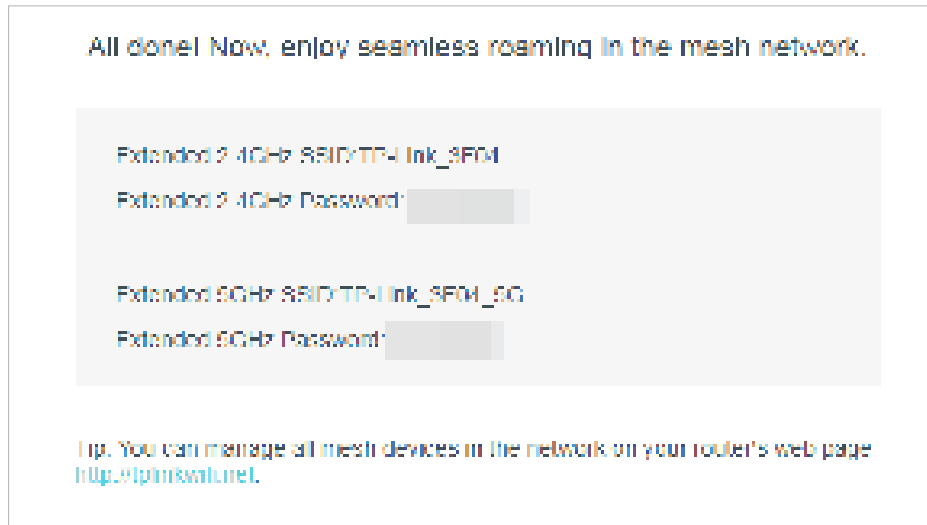 All done! Now, enjoy seamless roaming in the mesh network.
Extended 2.4GHz SSID:TP-Link_3F04
Extended 2.4GHz Password:
Extended 5GHz SSID:TP-Link_3F04_5G
Extended 5GHz Password:
Tip. You can manage all mesh devices in the network on your router's web page
http://tplinkwifi.net.